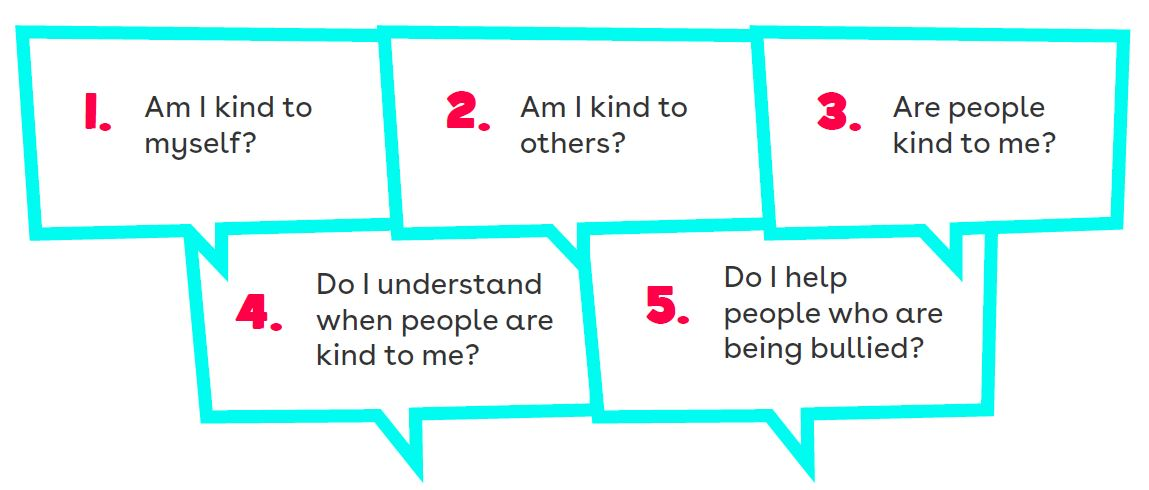 1. Am I kind to
myself?
2. Am I kind to
others?
3. Are people
kind to me?
4. Do I understand
when people are
kind to me?
5. Do I help
people who are
being bullied?